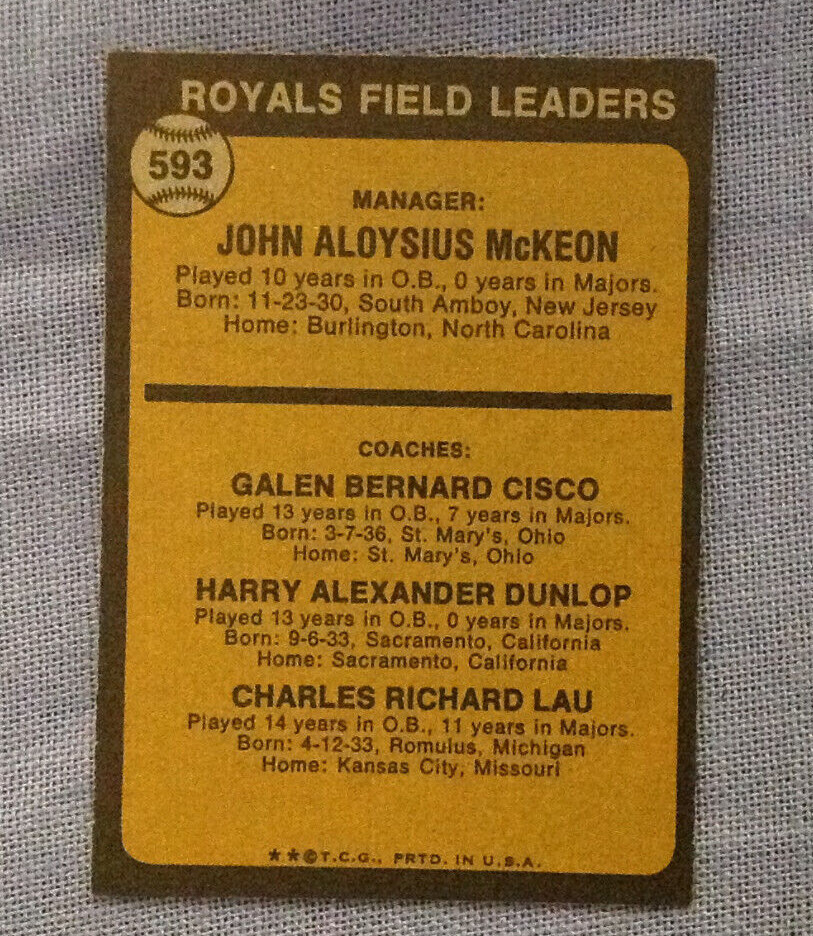 ROYALS FIELD LEADERS
593
MANAGER:
JOHN ALOYSIUS McKEON
Played 10 years in O.B., 0 years in Majors.
Born: 11-23-30, South Amboy, New Jersey
Home: Burlington, North Carolina
COACHES:
GALEN BERNARD CISCO
Played 13 years in O.B., 7 years in Majors.
Born: 3-7-36, St. Mary's, Ohio
Home: St. Mary's, Ohio
HARRY ALEXANDER DUNLOP
Played 13 years in O.B., 0 years in Majors.
Born: 9-6-33, Sacramento, California
Home: Sacramento, California
CHARLES RICHARD LAU
Played 14 years in O.B., 11 years in Majors.
Born: 4-12-33, Romulus, Michigan
Home: Kansas City, Missouri
★★©T.C.G., PRTD. IN U.S.A.